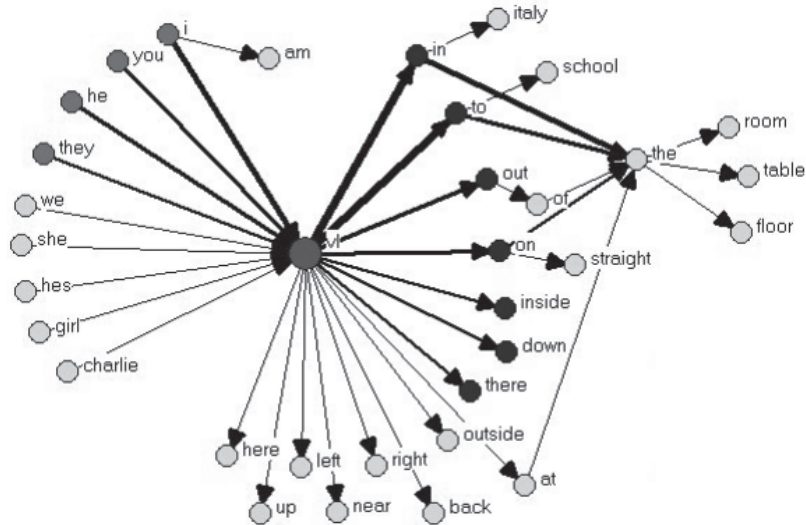 i
am
you
he
they
we
she
hes
girl
charlie
vl
in
italy
to
school
out
of
the
room
table
floor
on
straight
inside
down
there
outside
at
here
left
right
up
near
back